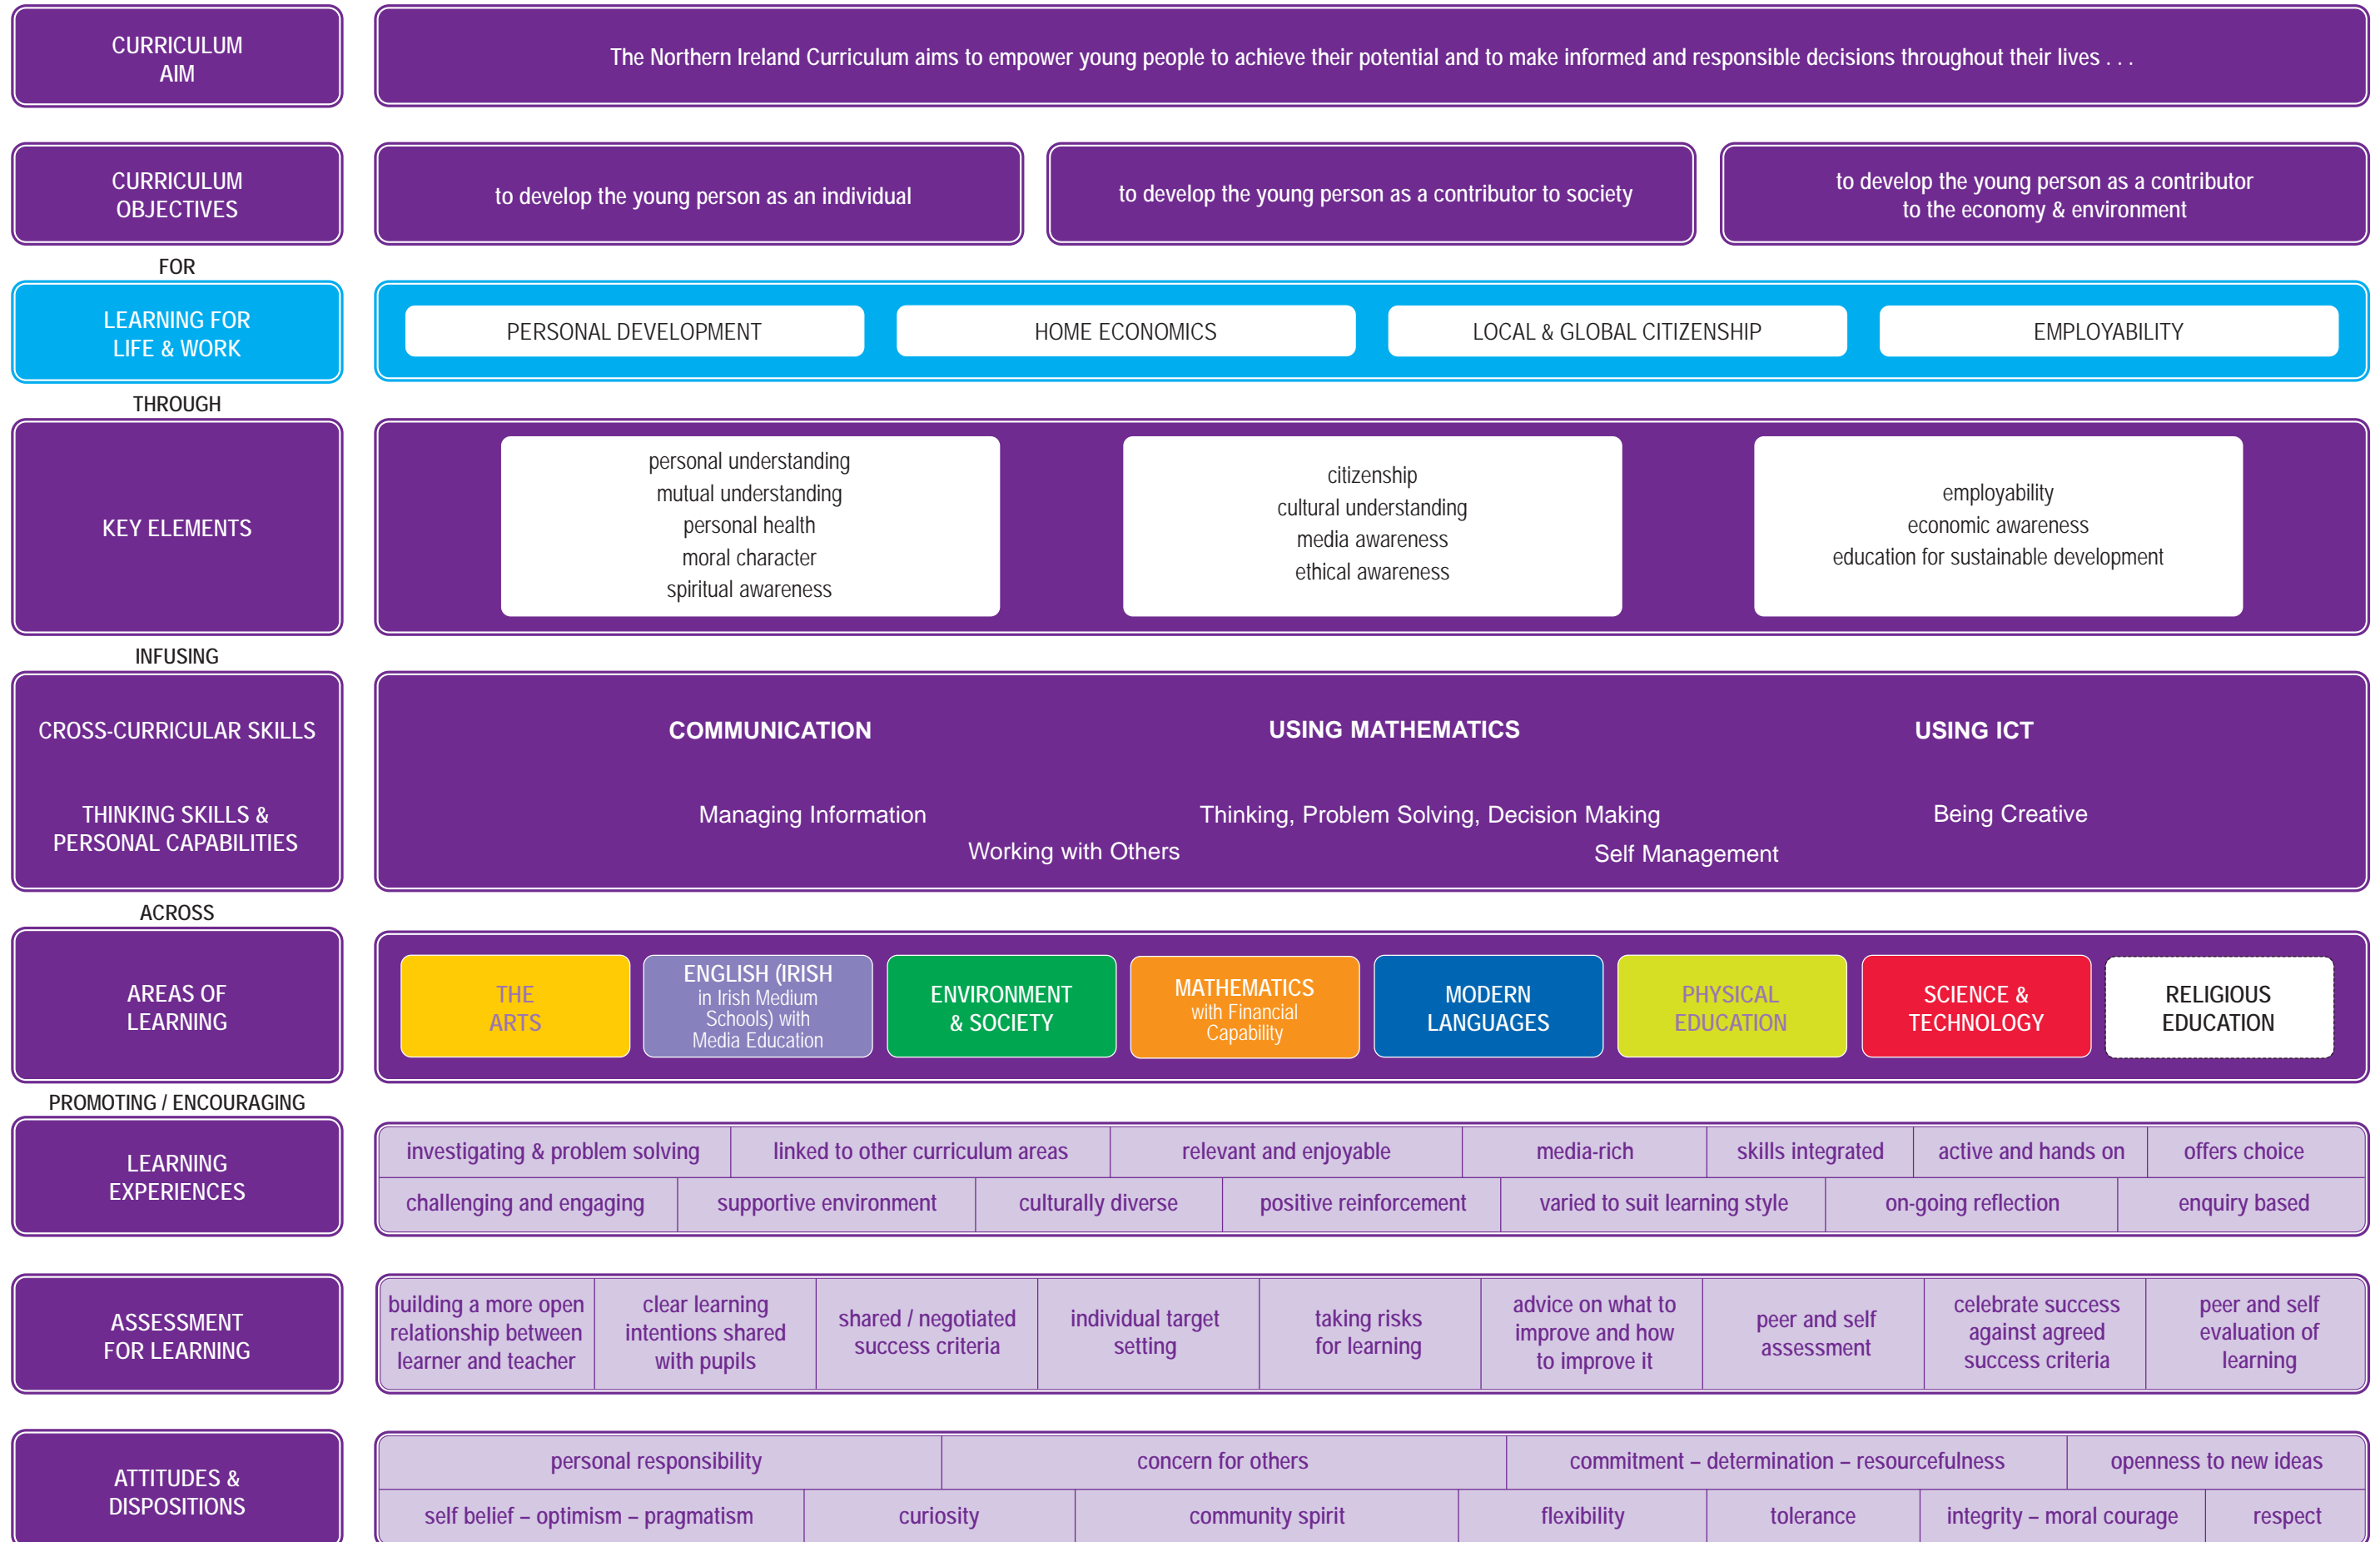 CURRICULUM
AIM
The Northern Ireland Curriculum aims to empower young people to achieve their potential and to make informed and responsible decisions throughout their lives . . .
CURRICULUM
OBJECTIVES
to develop the young person as an individual
to develop the young person as a contributor to society
to develop the young person as a contributor
to the economy & environment
FOR
LEARNING FOR
LIFE & WORK
PERSONAL DEVELOPMENT
HOME ECONOMICS
LOCAL & GLOBAL CITIZENSHIP
EMPLOYABILITY
THROUGH
KEY ELEMENTS
personal understanding
mutual understanding
personal health
moral character
spiritual awareness
citizenship
cultural understanding
media awareness
ethical awareness
employability
economic awareness
education for sustainable development
INFUSING
CROSS-CURRICULAR SKILLS
COMMUNICATION
USING MATHEMATICS
USING ICT
THINKING SKILLS &
PERSONAL CAPABILITIES
Managing Information
Thinking, Problem Solving, Decision Making
Being Creative
Working with Others
Self Management
ACROSS
AREAS OF
LEARNING
THE
ARTS
ENGLISH (IRISH
in Irish Medium
Schools) with
Media Education
ENVIRONMENT
& SOCIETY
MATHEMATICS
with Financial
Capability
MODERN
LANGUAGES
PHYSICAL
EDUCATION
SCIENCE &
TECHNOLOGY
RELIGIOUS
EDUCATION
PROMOTING / ENCOURAGING
LEARNING
EXPERIENCES
investigating & problem solving
linked to other curriculum areas
relevant and enjoyable
media-rich
skills integrated
active and hands on
offers choice
challenging and engaging
supportive environment
culturally diverse
positive reinforcement
varied to suit learning style
on-going reflection
enquiry based
ASSESSMENT
FOR LEARNING
building a more open
relationship between
learner and teacher
clear learning
intentions shared
with pupils
shared / negotiated
success criteria
individual target
setting
taking risks
for learning
advice on what to
improve and how
to improve it
peer and self
assessment
celebrate success
against agreed
success criteria
peer and self
evaluation of
learning
ATTITUDES &
DISPOSITIONS
personal responsibility
concern for others
commitment – determination – resourcefulness
openness to new ideas
self belief – optimism – pragmatism
curiosity
community spirit
flexibility
tolerance
integrity – moral courage
respect